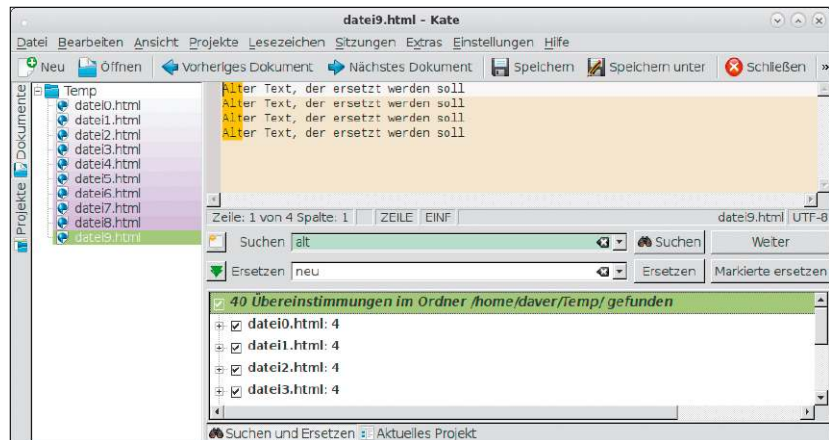 datei9.html - Kate
Datei Bearbeiten Ansicht Projekte Lesezeichen Sitzungen Extras Einstellungen Hilfe
Neu Öffnen Vorheriges Dokument Nächstes Dokument Speichern Speichern unter Schließen »
Dokumente
Projekte
Temp
datei0.html
datei1.html
datei2.html
datei3.html
datei4.html
datei5.html
datei6.html
datei7.html
datei8.html
datei9.html
Alter Text, der ersetzt werden soll
Alter Text, der ersetzt werden soll
Alter Text, der ersetzt werden soll
Alter Text, der ersetzt werden soll
Zeile: 1 von 4 Spalte: 1 ZEILE EINF datei9.html UTF-8
Suchen alt Suchen Weiter
Ersetzen neu Ersetzen Markierte ersetzen
40 Übereinstimmungen im Ordner /home/daver/Temp/ gefunden
datei0.html: 4
datei1.html: 4
datei2.html: 4
datei3.html: 4
Suchen und Ersetzen Aktuelles Projekt